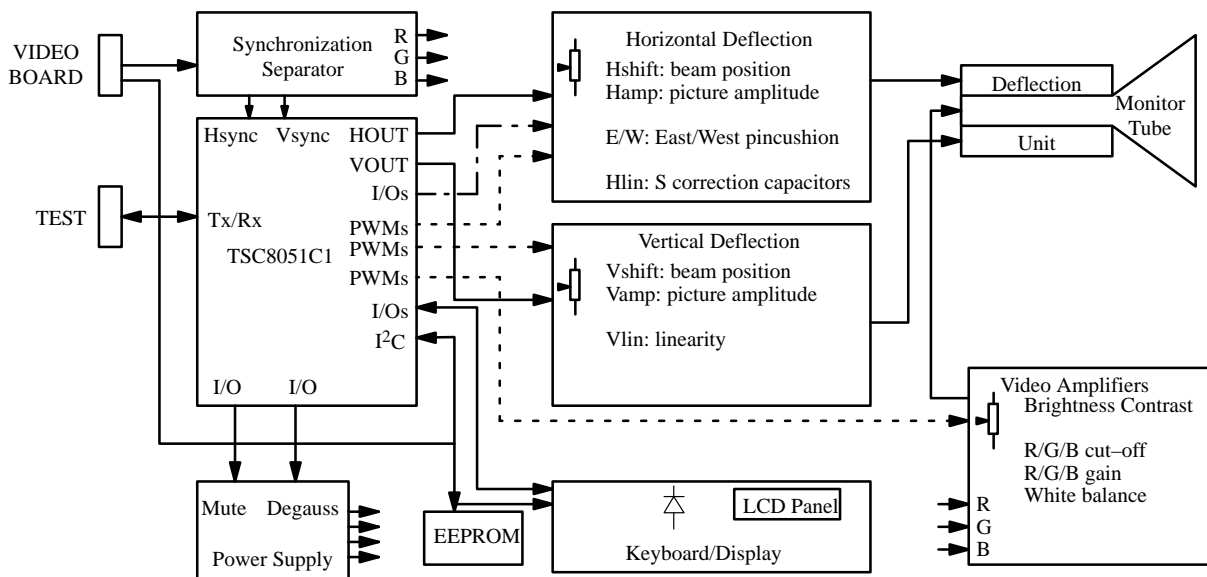 VIDEO
BOARD
Synchronization
Separator
R
G
B
Hsync
Vsync
HOUT
VOUT
I/Os
PWMs
PWMs
PWMs
I/Os
I²C
TEST
Tx/Rx
TSC8051C1
I/O
I/O
Mute
Degauss
Power Supply
EEPROM
Horizontal Deflection
Hshift: beam position
Hamp: picture amplitude
E/W: East/West pincushion
Hlin: S correction capacitors
Vertical Deflection
Vshift: beam position
Vamp: picture amplitude
Vlin: linearity
LCD Panel
Keyboard/Display
Deflection
Unit
Monitor
Tube
Video Amplifiers
Brightness Contrast
R/G/B cut–off
R/G/B gain
White balance
R
G
B